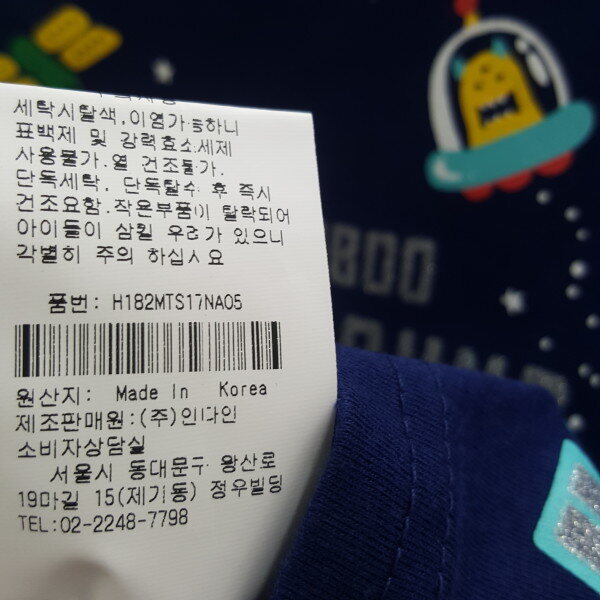 세탁시탈색,이염가능하니
표백제 및 강력효소세제
사용불가.열 건조불가.
단독세탁, 단독탈수 후 즉시
건조요함.작은부품이 탈락되어
아이들이 삼킬 우려가 있으니
각별히 주의 하십시요
품번: H182MTS17NA05
원산지: Made In Korea
제조판매원:(주)인다인
소비자상담실
서울시 동대문구 왕산로
19마길 15(제기동) 정우빌딩
TEL:02-2248-7798
BOO